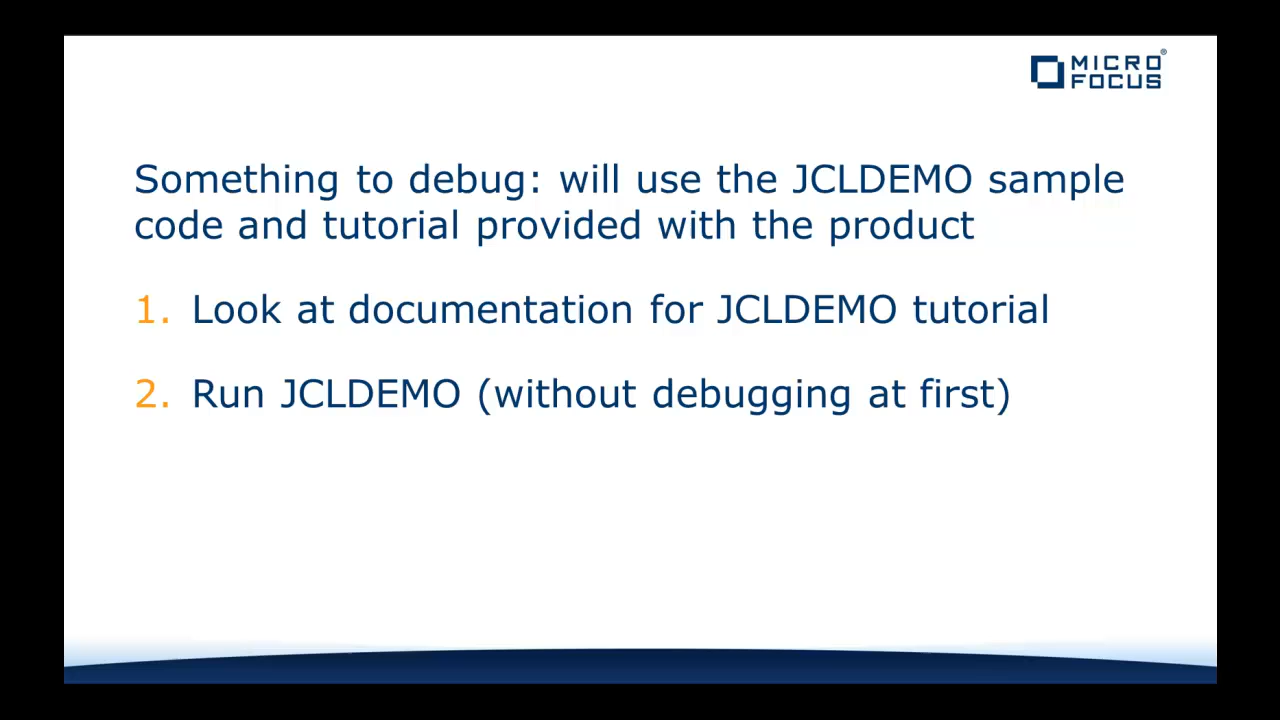 MICRO
FOCUS®
Something to debug: will use the JCLDEMO sample
code and tutorial provided with the product
1. Look at documentation for JCLDEMO tutorial
2. Run JCLDEMO (without debugging at first)